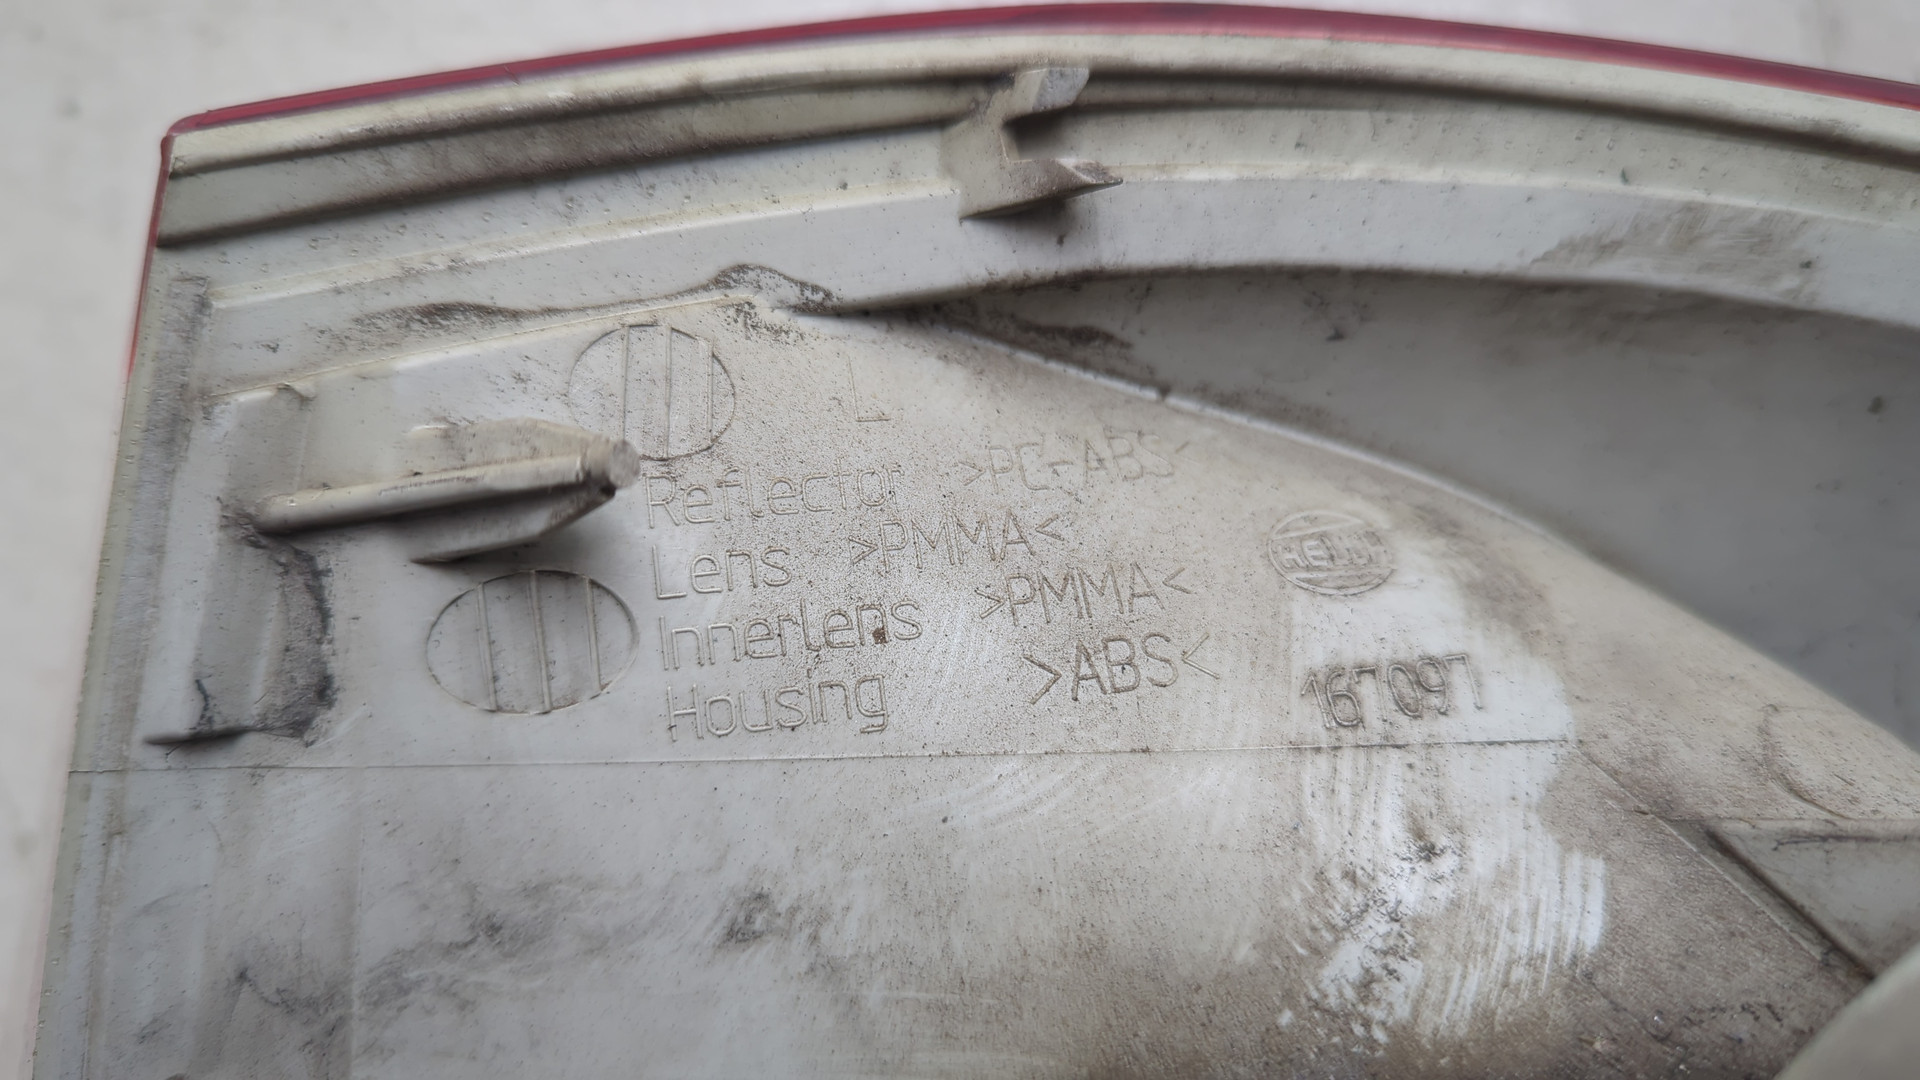 L
Reflector >PC-ABS<
Lens >PMMA<
Innerlens >PMMA<
Housing >ABS<
HELLA
167097